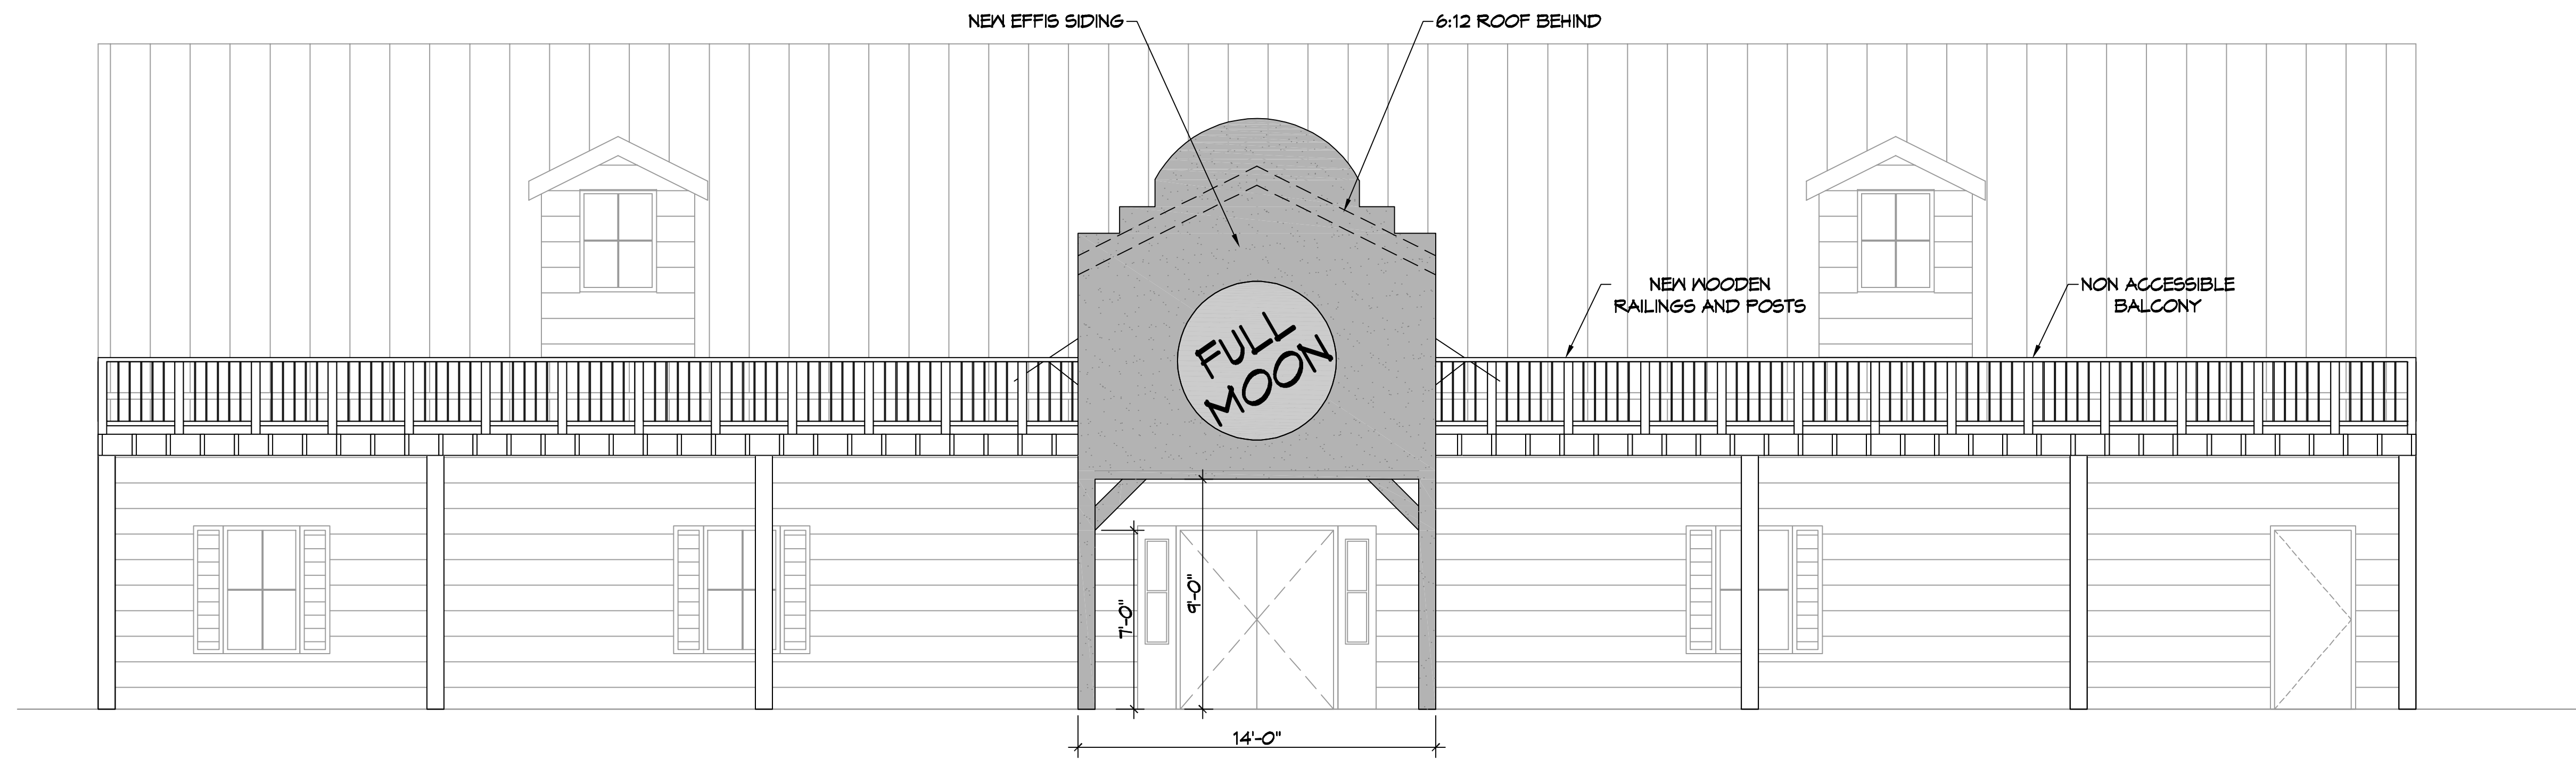 NEW EFFIS SIDING
6:12 ROOF BEHIND
NEW WOODEN
RAILINGS AND POSTS
NON ACCESSIBLE
BALCONY
FULL
MOON
7'-0"
9'-0"
14'-0"